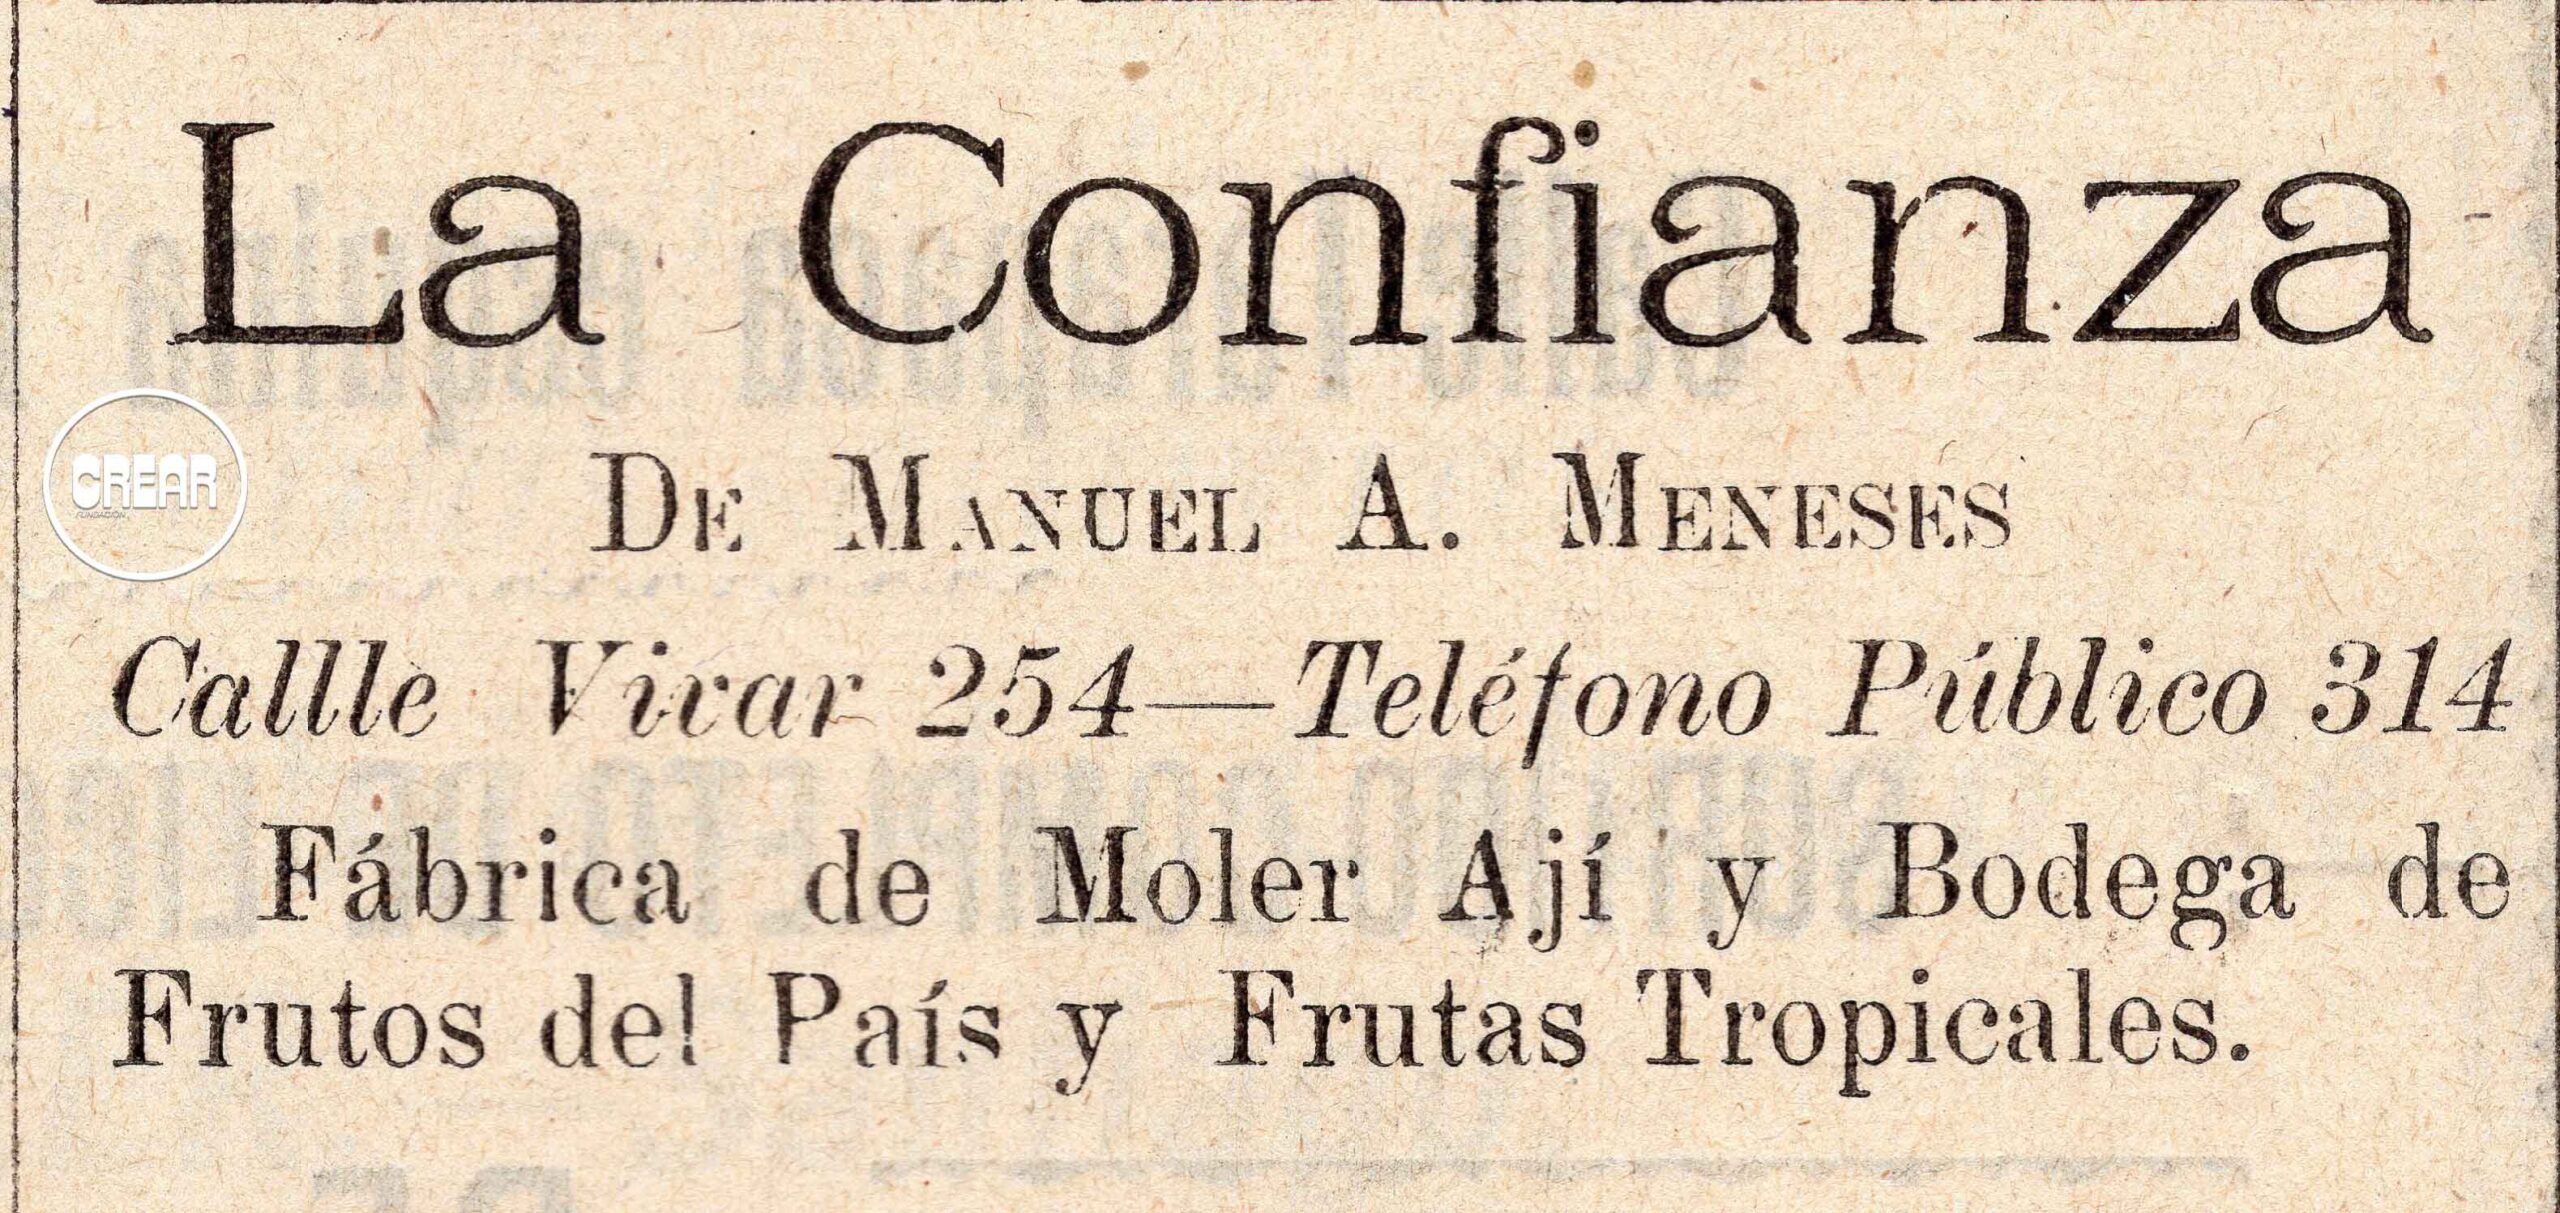 La Confianza
CREAR
FUNDACIÓN
DE MANUEL A. MENESES
Callle Vivar 254—Teléfono Público 314
Fábrica de Moler Ají y Bodega de
Frutos del País y Frutas Tropicales.